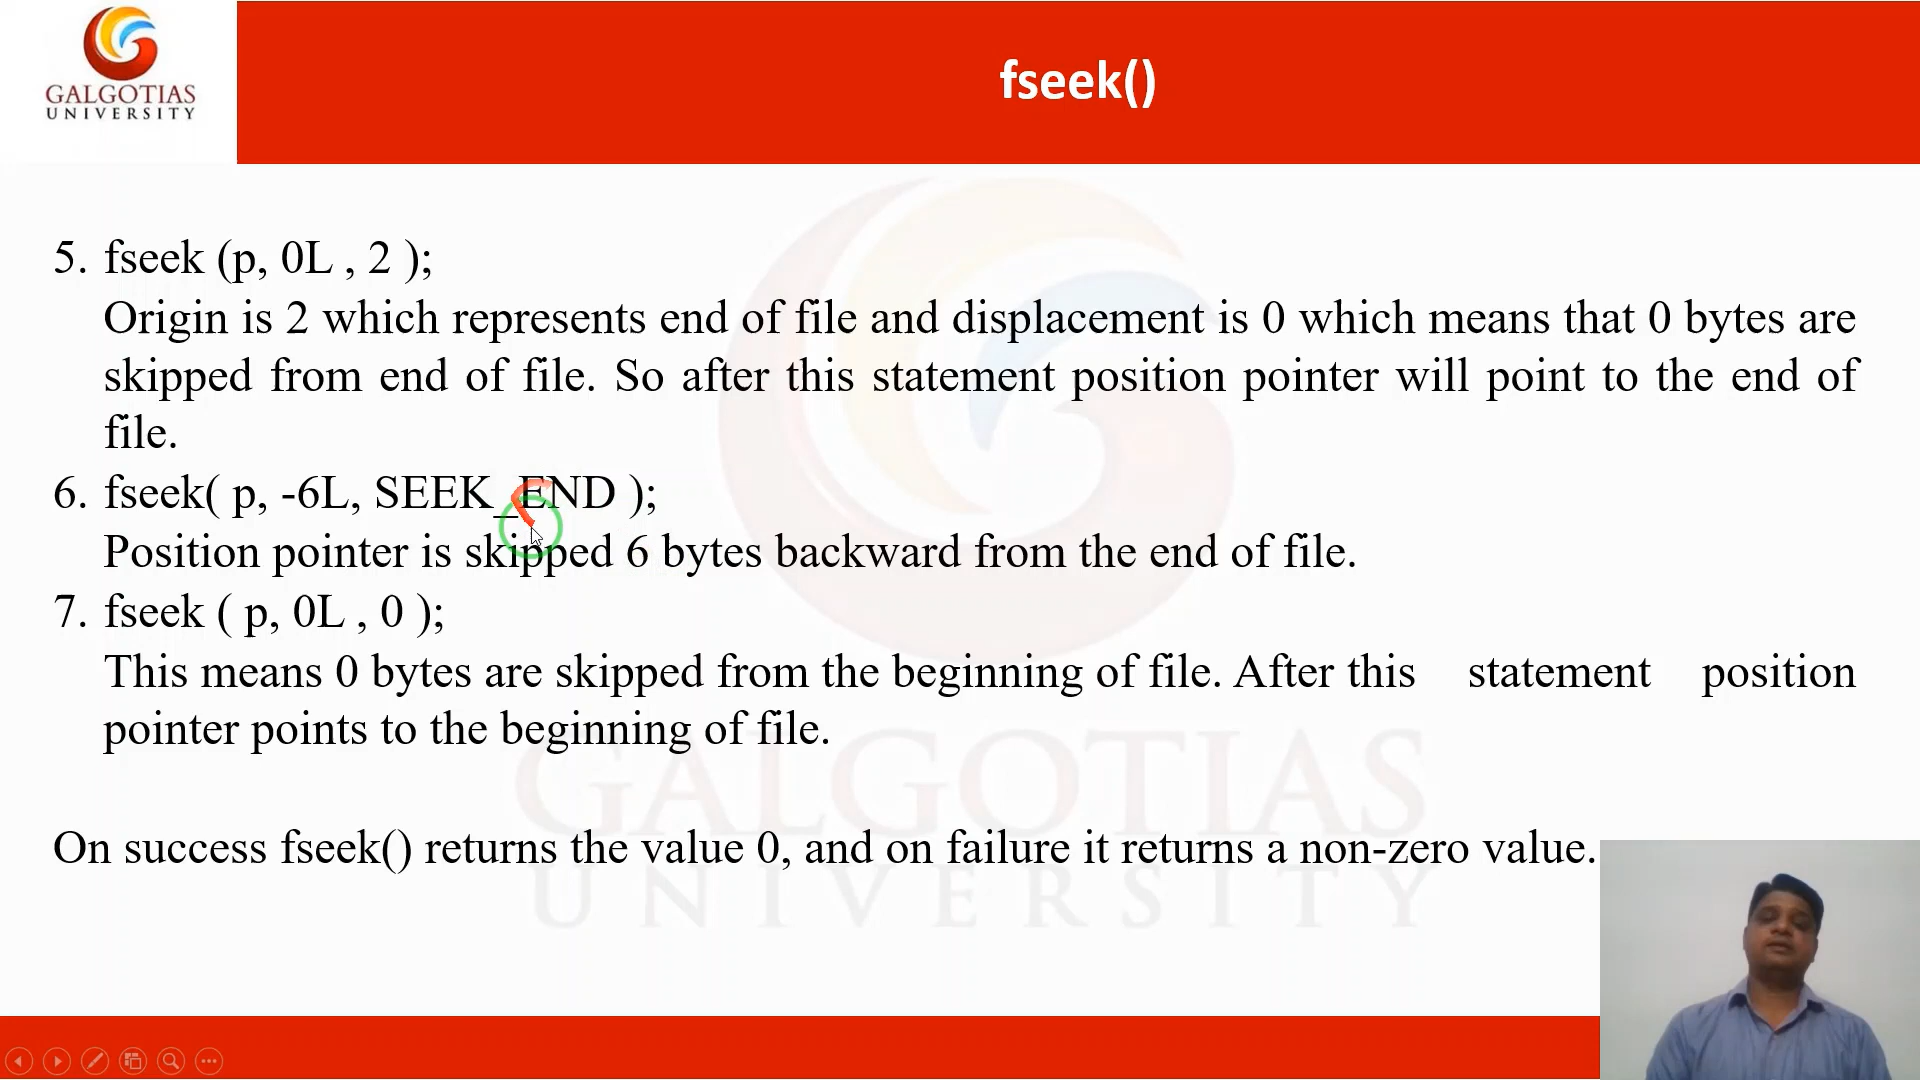 GALGOTIAS
UNIVERSITY
fseek()
5. fseek (p, 0L , 2 );
Origin is 2 which represents end of file and displacement is 0 which means that 0 bytes are
skipped from end of file. So after this statement position pointer will point to the end of
file.
6. fseek( p, -6L, SEEK_END );
Position pointer is skipped 6 bytes backward from the end of file.
7. fseek ( p, 0L , 0 );
This means 0 bytes are skipped from the beginning of file. After this statement position
pointer points to the beginning of file.
GALGOTIAS
On success fseek() returns the value 0, and on failure it returns a non-zero value.
UNIVERSITY